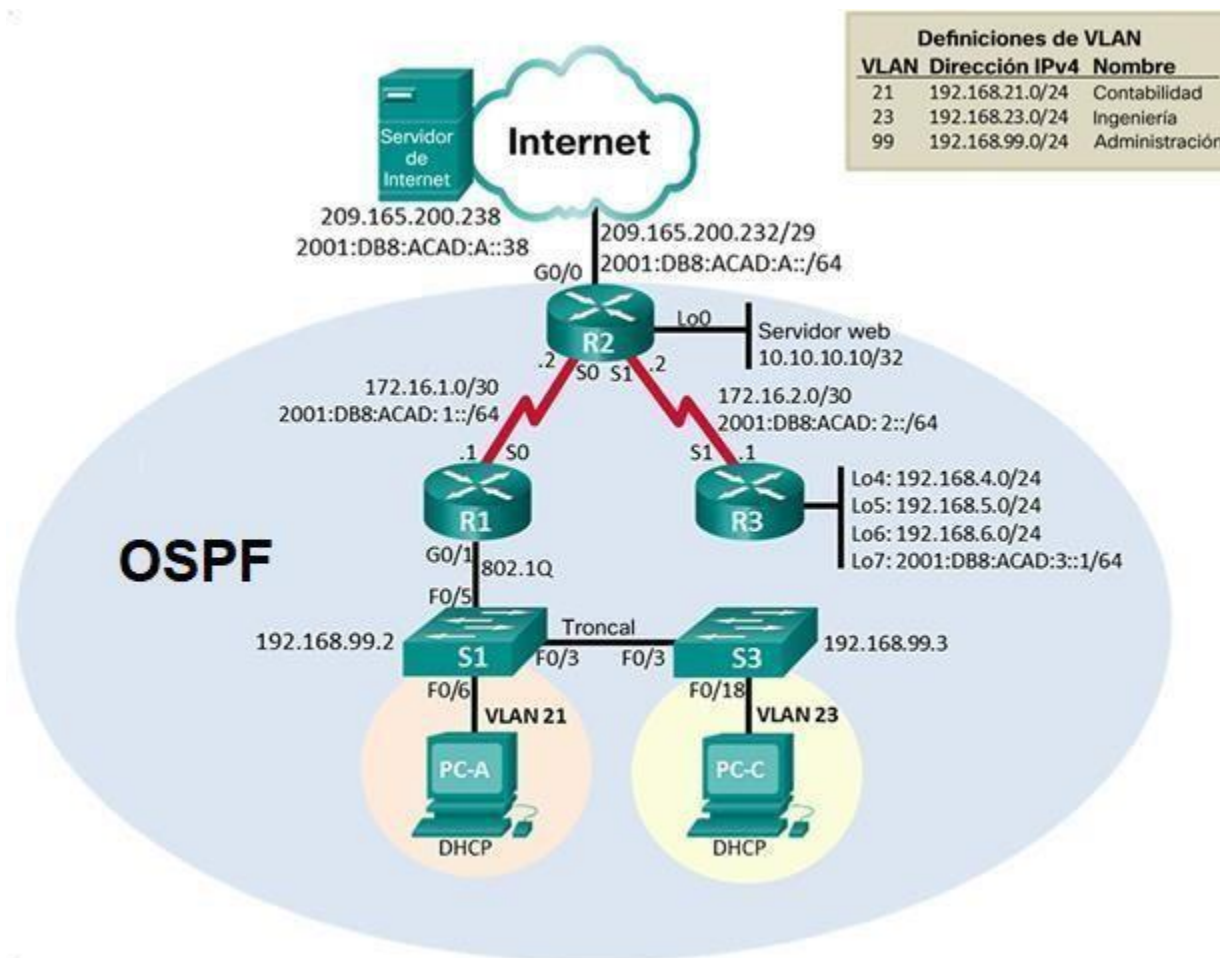 Definiciones de VLAN
VLAN Dirección IPv4 Nombre
21 192.168.21.0/24 Contabilidad
23 192.168.23.0/24 Ingeniería
99 192.168.99.0/24 Administración
Servidor
de
Internet
Internet
209.165.200.238
2001:DB8:ACAD:A::38
209.165.200.232/29
2001:DB8:ACAD:A::/64
G0/0
R2
Lo0
Servidor web
10.10.10.10/32
.2
S0
S1
.2
172.16.1.0/30
2001:DB8:ACAD: 1::/64
172.16.2.0/30
2001:DB8:ACAD: 2::/64
.1
S0
S1
.1
R1
R3
Lo4: 192.168.4.0/24
Lo5: 192.168.5.0/24
Lo6: 192.168.6.0/24
Lo7: 2001:DB8:ACAD:3::1/64
OSPF
G0/1
802.1Q
F0/5
192.168.99.2
S1
Troncal
F0/3
F0/3
S3
192.168.99.3
F0/6
F0/18
VLAN 21
VLAN 23
PC-A
PC-C
DHCP
DHCP